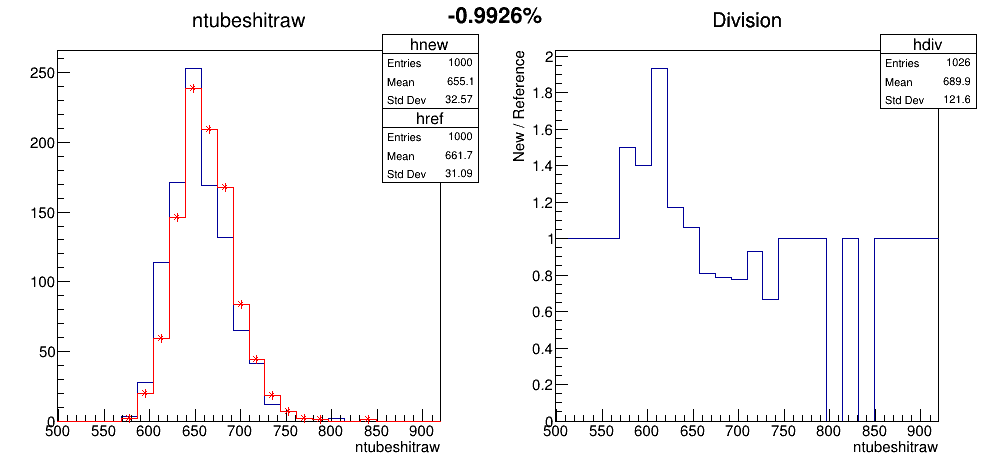 -0.9926%
ntubeshitraw
hnew
Entries 1000
Mean 655.1
Std Dev 32.57
href
Entries 1000
Mean 661.7
Std Dev 31.09
250
200
150
100
50
0
500 550 600 650 700 750 800 850 900
ntubeshitraw
Division
hdiv
Entries 1026
Mean 689.9
Std Dev 121.6
New / Reference
2
1.8
1.6
1.4
1.2
1
0.8
0.6
0.4
0.2
0
500 550 600 650 700 750 800 850 900
ntubeshitraw